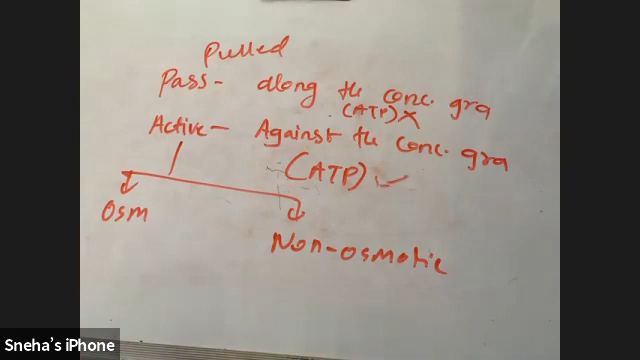 Pulled
Pass- along the conc. gra
(ATP)X
Active- Against the conc. gra
(ATP) ✓
Osm
Non-osmotic
Sneha's iPhone